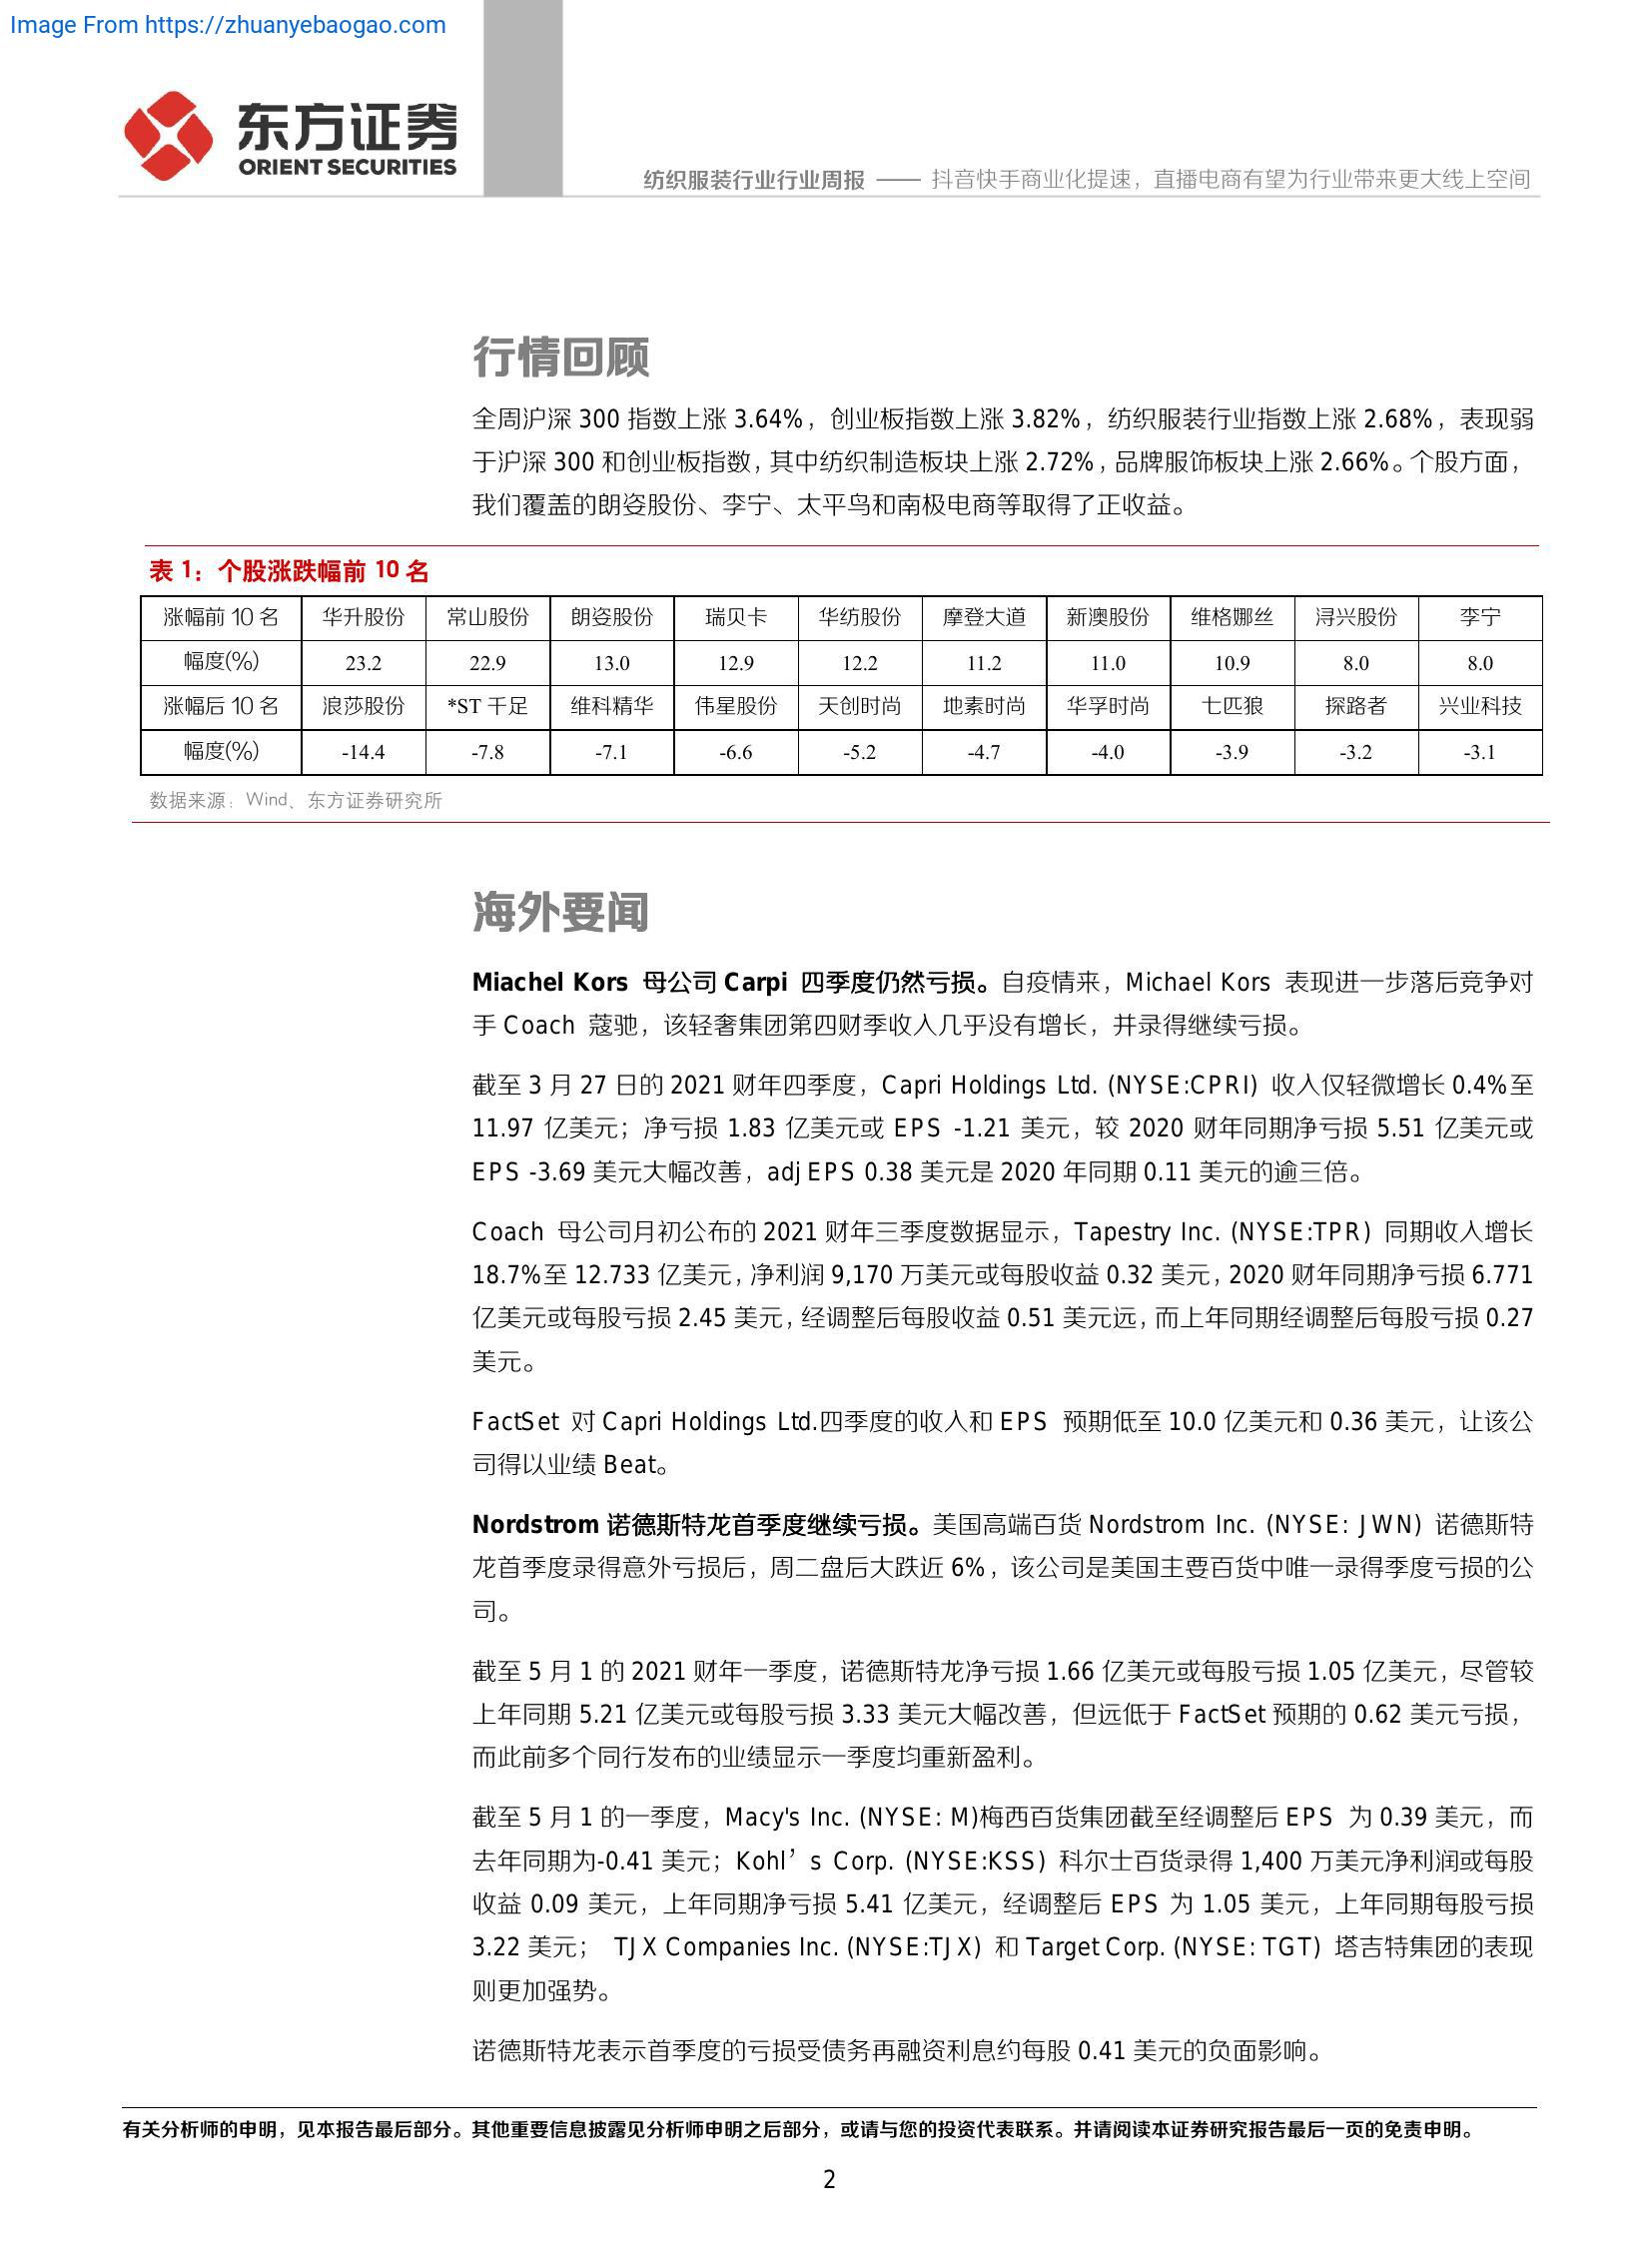 Image From https://zhuanyebaogao.com
东方证券
ORIENT SECURITIES
纺织服装行业行业周报 —— 抖音快手商业化提速，直播电商有望为行业带来更大线上空间
行情回顾
全周沪深 300 指数上涨 3.64%，创业板指数上涨 3.82%，纺织服装行业指数上涨 2.68%，表现弱
于沪深 300 和创业板指数，其中纺织制造板块上涨 2.72%，品牌服饰板块上涨 2.66%。个股方面，
我们覆盖的朗姿股份、李宁、太平鸟和南极电商等取得了正收益。
表 1：个股涨跌幅前 10 名
涨幅前 10 名 华升股份 常山股份 朗姿股份 瑞贝卡 华纺股份 摩登大道 新澳股份 维格娜丝 浔兴股份 李宁
幅度(%) 23.2 22.9 13.0 12.9 12.2 11.2 11.0 10.9 8.0 8.0
涨幅后 10 名 浪莎股份 *ST 千足 维科精华 伟星股份 天创时尚 地素时尚 华孚时尚 七匹狼 探路者 兴业科技
幅度(%) -14.4 -7.8 -7.1 -6.6 -5.2 -4.7 -4.0 -3.9 -3.2 -3.1
数据来源：Wind、东方证券研究所
海外要闻
Miachel Kors 母公司 Carpi 四季度仍然亏损。自疫情来，Michael Kors 表现进一步落后竞争对
手 Coach 蔻驰，该轻奢集团第四财季收入几乎没有增长，并录得继续亏损。
截至 3 月 27 日的 2021 财年四季度，Capri Holdings Ltd. (NYSE:CPRI) 收入仅轻微增长 0.4%至
11.97 亿美元；净亏损 1.83 亿美元或 EPS -1.21 美元，较 2020 财年同期净亏损 5.51 亿美元或
EPS -3.69 美元大幅改善，adj EPS 0.38 美元是 2020 年同期 0.11 美元的逾三倍。
Coach 母公司月初公布的 2021 财年三季度数据显示，Tapestry Inc. (NYSE:TPR) 同期收入增长
18.7%至 12.733 亿美元，净利润 9,170 万美元或每股收益 0.32 美元，2020 财年同期净亏损 6.771
亿美元或每股亏损 2.45 美元，经调整后每股收益 0.51 美元远，而上年同期经调整后每股亏损 0.27
美元。
FactSet 对 Capri Holdings Ltd.四季度的收入和 EPS 预期低至 10.0 亿美元和 0.36 美元，让该公
司得以业绩 Beat。
Nordstrom 诺德斯特龙首季度继续亏损。美国高端百货 Nordstrom Inc. (NYSE: JWN) 诺德斯特
龙首季度录得意外亏损后，周二盘后大跌近 6%，该公司是美国主要百货中唯一录得季度亏损的公
司。
截至 5 月 1 的 2021 财年一季度，诺德斯特龙净亏损 1.66 亿美元或每股亏损 1.05 亿美元，尽管较
上年同期 5.21 亿美元或每股亏损 3.33 美元大幅改善，但远低于 FactSet 预期的 0.62 美元亏损，
而此前多个同行发布的业绩显示一季度均重新盈利。
截至 5 月 1 的一季度，Macy's Inc. (NYSE: M)梅西百货集团截至经调整后 EPS 为 0.39 美元，而
去年同期为-0.41 美元；Kohl’s Corp. (NYSE:KSS) 科尔士百货录得 1,400 万美元净利润或每股
收益 0.09 美元，上年同期净亏损 5.41 亿美元，经调整后 EPS 为 1.05 美元，上年同期每股亏损
3.22 美元； TJX Companies Inc. (NYSE:TJX) 和 Target Corp. (NYSE: TGT) 塔吉特集团的表现
则更加强势。
诺德斯特龙表示首季度的亏损受债务再融资利息约每股 0.41 美元的负面影响。
有关分析师的申明，见本报告最后部分。其他重要信息披露见分析师申明之后部分，或请与您的投资代表联系。并请阅读本证券研究报告最后一页的免责申明。
2